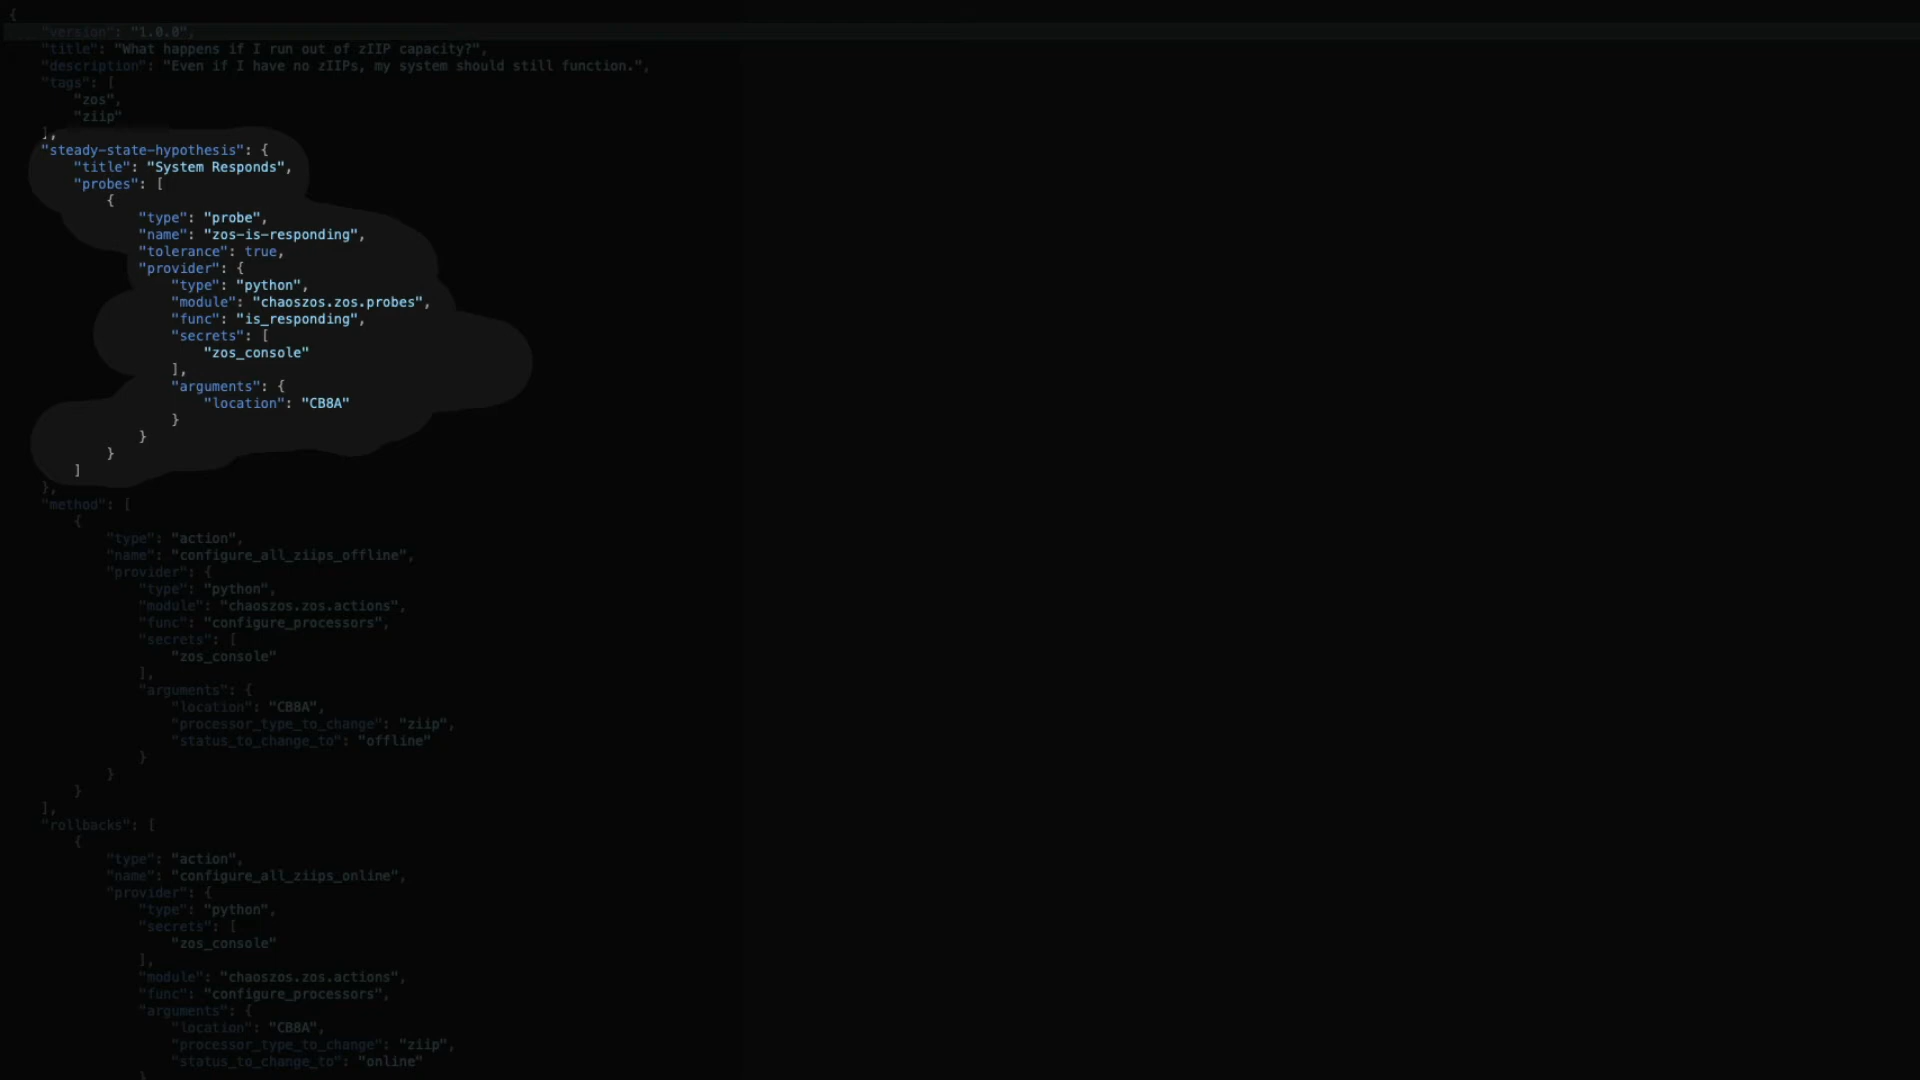 {
"version": "1.0.0",
"title": "What happens if I run out of zIIP capacity?",
"description": "Even if I have no zIIPs, my system should still function.",
"tags": [
"zos",
"ziip"
],
"steady-state-hypothesis": {
"title": "System Responds",
"probes": [
{
"type": "probe",
"name": "zos-is-responding",
"tolerance": true,
"provider": {
"type": "python",
"module": "chaoszos.zos.probes",
"func": "is_responding",
"secrets": [
"zos_console"
],
"arguments": {
"location": "CB8A"
}
}
}
]
},
"method": [
{
"type": "action",
"name": "configure_all_ziips_offline",
"provider": {
"type": "python",
"module": "chaoszos.zos.actions",
"func": "configure_processors",
"secrets": [
"zos_console"
],
"arguments": {
"location": "CB8A",
"processor_type_to_change": "ziip",
"status_to_change_to": "offline"
}
}
}
],
"rollbacks": [
{
"type": "action",
"name": "configure_all_ziips_online",
"provider": {
"type": "python",
"secrets": [
"zos_console"
],
"module": "chaoszos.zos.actions",
"func": "configure_processors",
"arguments": {
"location": "CB8A",
"processor_type_to_change": "ziip",
"status_to_change_to": "online"
}